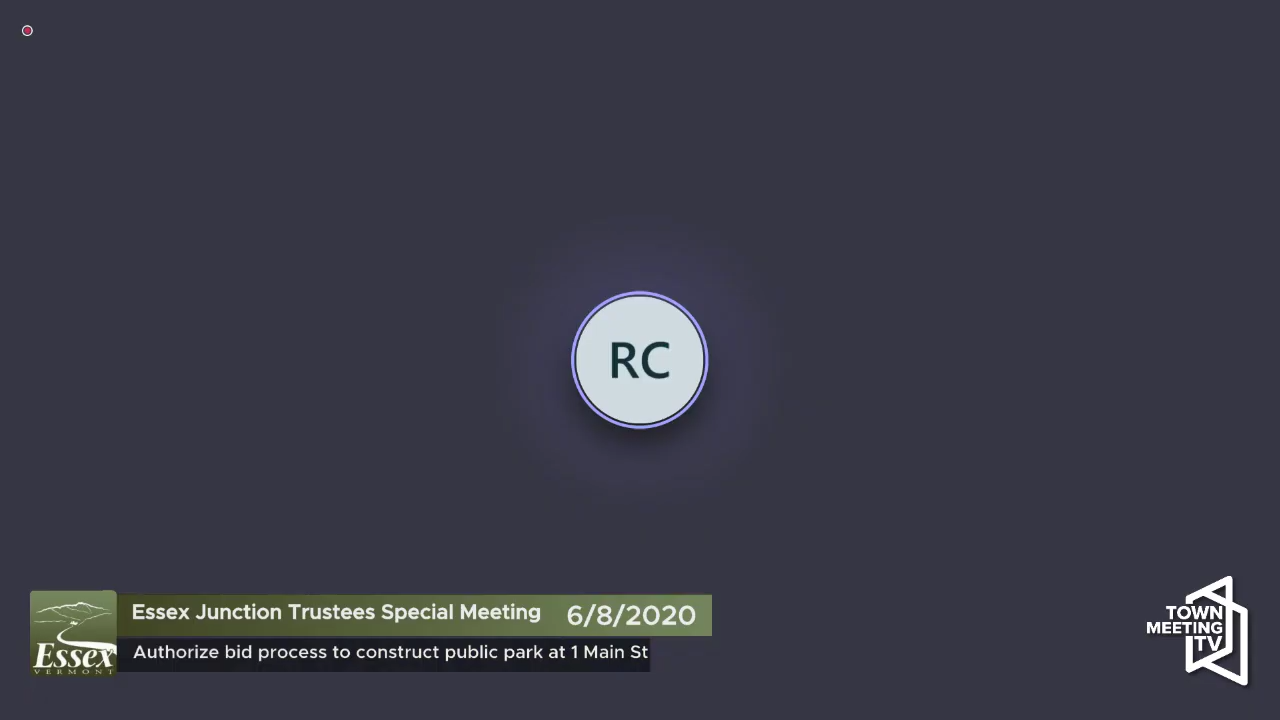 RC
Essex Junction Trustees Special Meeting 6/8/2020
Authorize bid process to construct public park at 1 Main St
Essex
VERMONT
TOWN
MEETING
TV